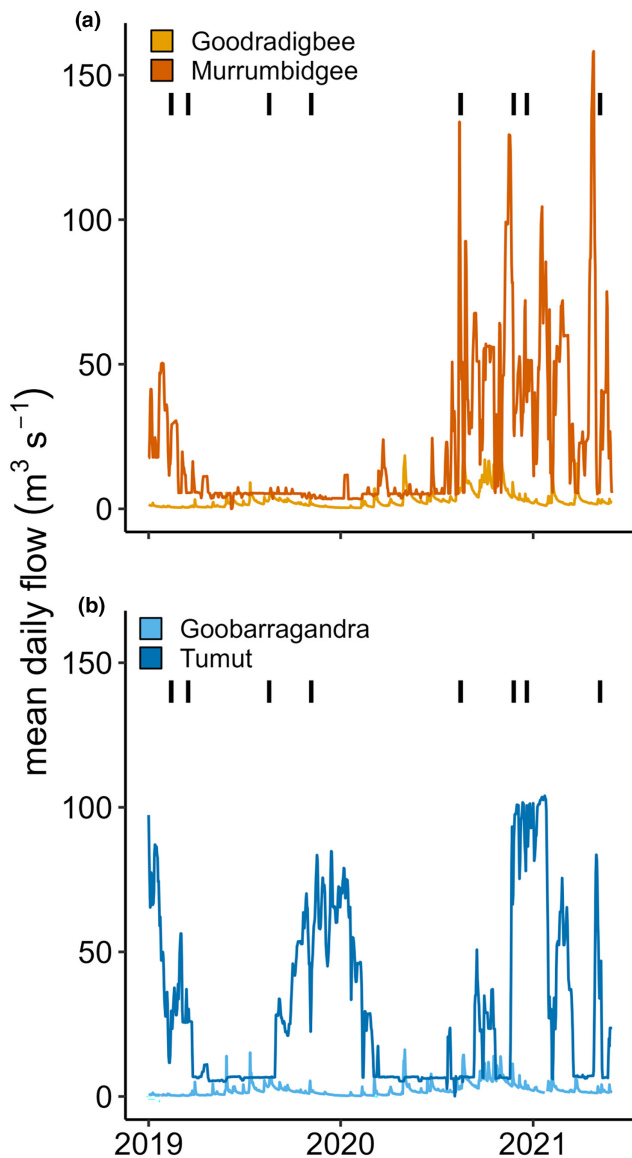 (a)
Goodradigbee
Murrumbidgee
150
100
50
0
mean daily flow (m³ s⁻¹)
(b)
Goobarragandra
Tumut
150
100
50
0
2019 2020 2021